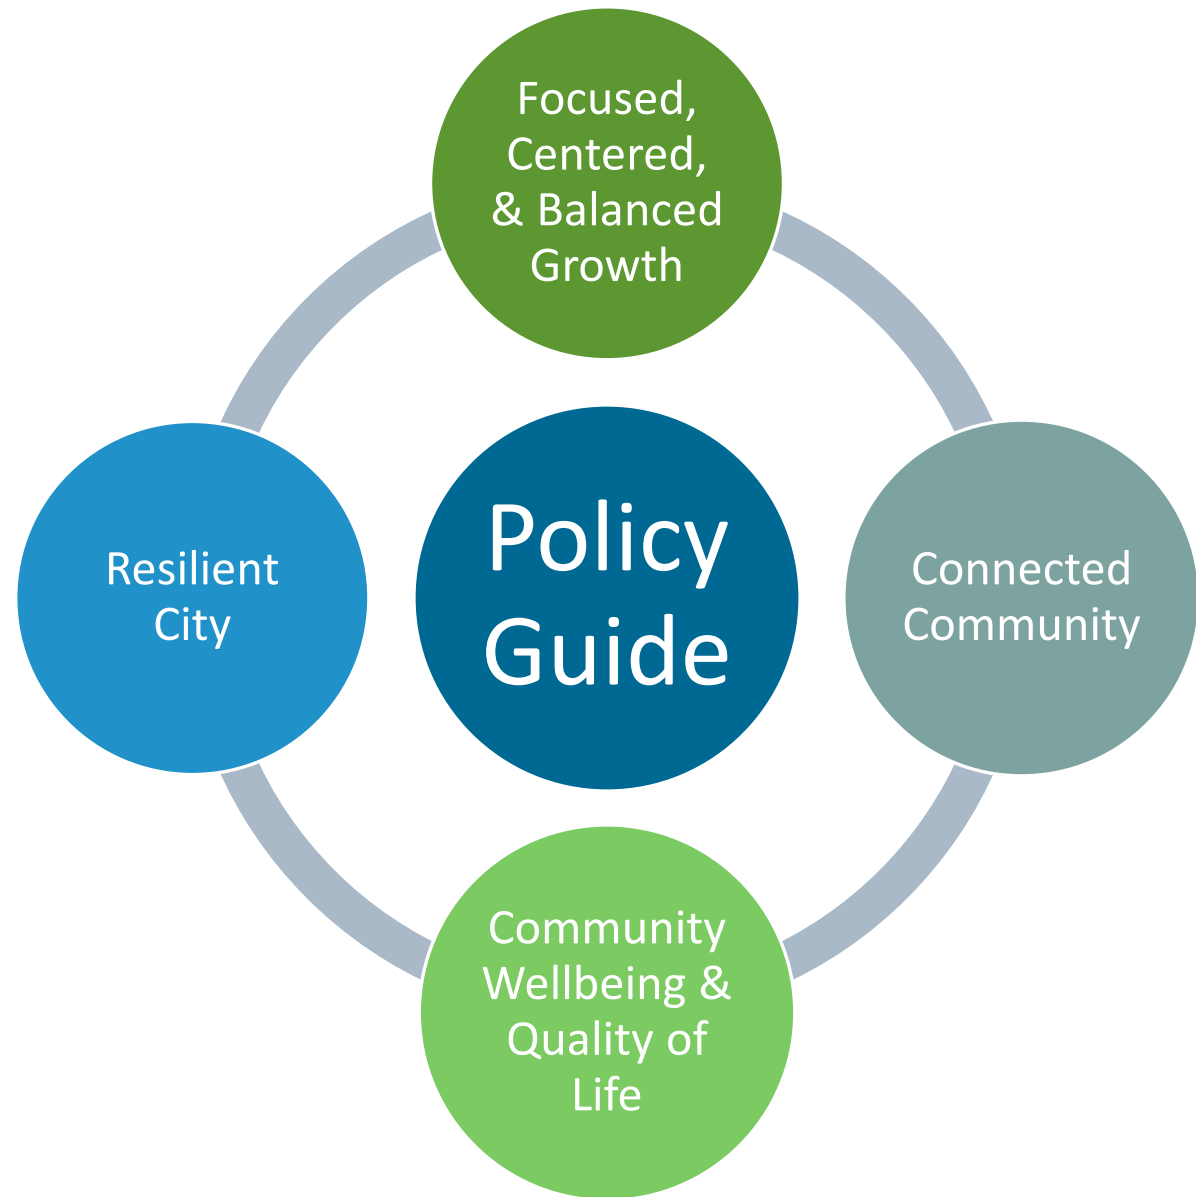 Focused,
Centered,
& Balanced
Growth
Resilient
City
Policy
Guide
Connected
Community
Community
Wellbeing &
Quality of
Life